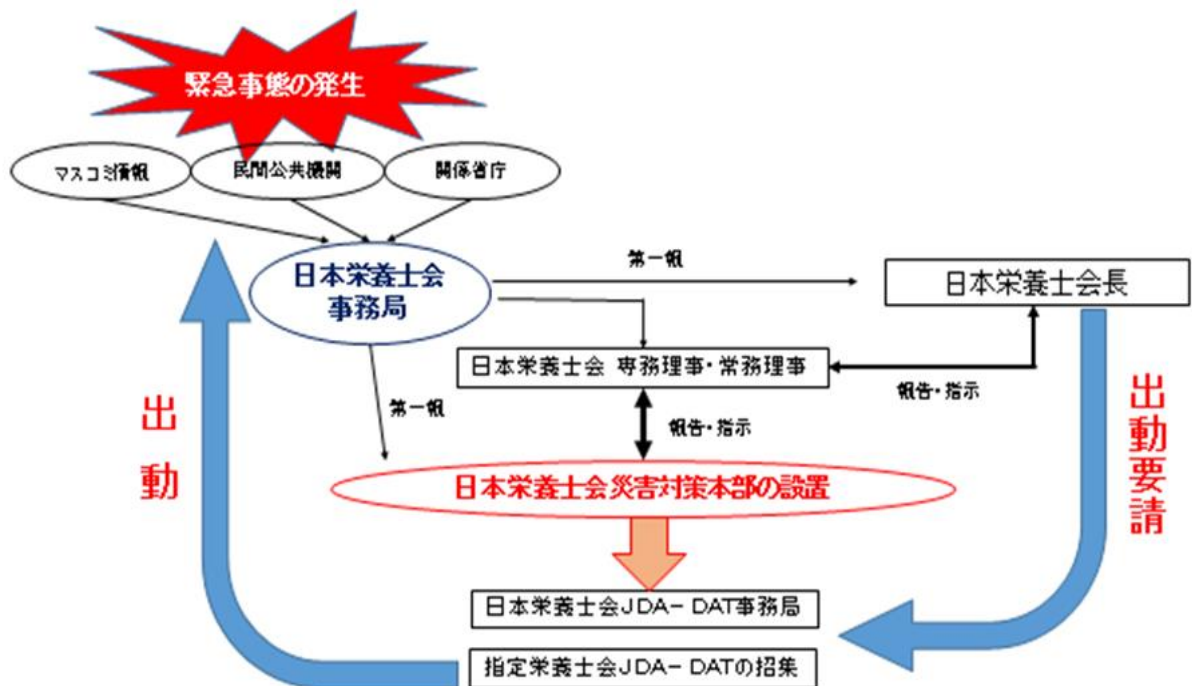 緊急事態の発生
マスコミ情報
民間公共機関
関係省庁
日本栄養士会
事務局
第一報
日本栄養士会長
日本栄養士会 専務理事・常務理事
報告・指示
第一報
報告・指示
出動
出動要請
日本栄養士会災害対策本部の設置
日本栄養士会JDA-DAT事務局
指定栄養士会JDA-DATの招集